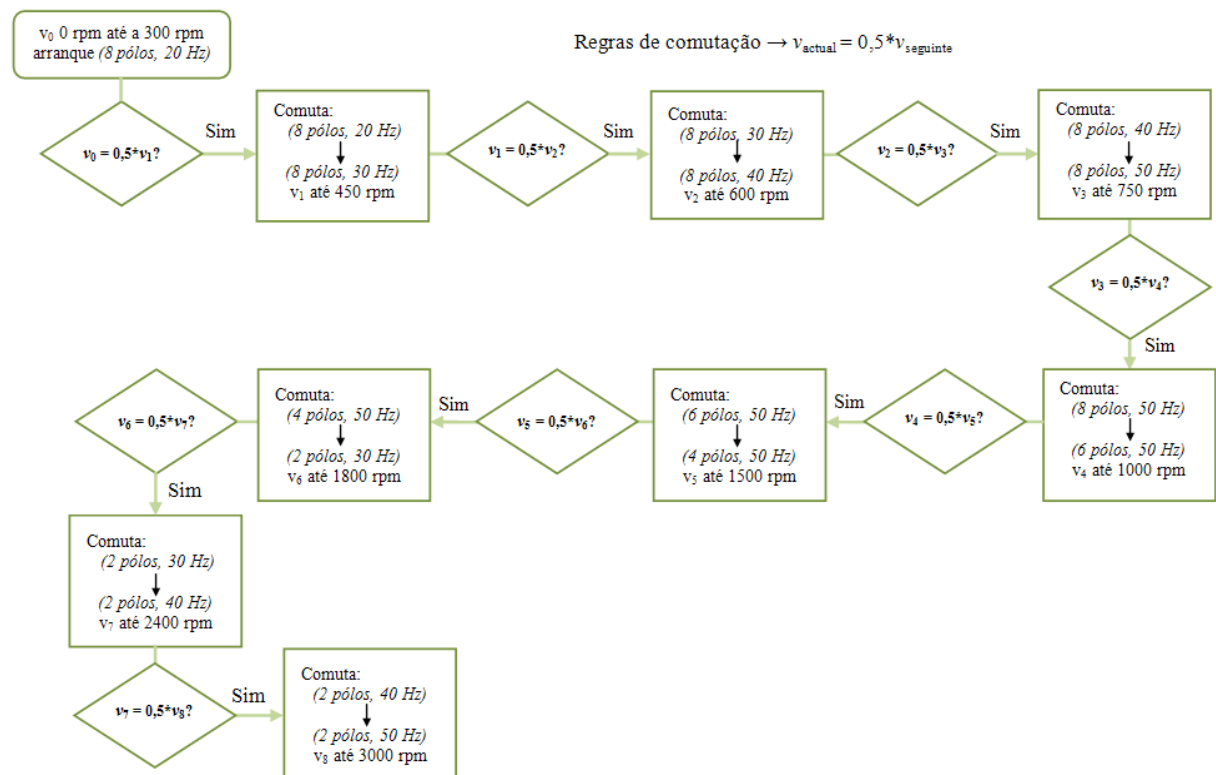 v₀ 0 rpm até a 300 rpm
arranque (8 pólos, 20 Hz)
Regras de comutação → vactual = 0,5*vseguinte
v₀ = 0,5*v₁?
Sim
Comuta:
(8 pólos, 20 Hz)
(8 pólos, 30 Hz)
v₁ até 450 rpm
v₁ = 0,5*v₂?
Sim
Comuta:
(8 pólos, 30 Hz)
(8 pólos, 40 Hz)
v₂ até 600 rpm
v₂ = 0,5*v₃?
Sim
Comuta:
(8 pólos, 40 Hz)
(8 pólos, 50 Hz)
v₃ até 750 rpm
v₃ = 0,5*v₄?
Sim
Comuta:
(8 pólos, 50 Hz)
(6 pólos, 50 Hz)
v₄ até 1000 rpm
v₄ = 0,5*v₅?
Sim
Comuta:
(6 pólos, 50 Hz)
(4 pólos, 50 Hz)
v₅ até 1500 rpm
v₅ = 0,5*v₆?
Sim
Comuta:
(4 pólos, 50 Hz)
(2 pólos, 30 Hz)
v₆ até 1800 rpm
v₆ = 0,5*v₇?
Sim
Comuta:
(2 pólos, 30 Hz)
(2 pólos, 40 Hz)
v₇ até 2400 rpm
v₇ = 0,5*v₈?
Sim
Comuta:
(2 pólos, 40 Hz)
(2 pólos, 50 Hz)
v₈ até 3000 rpm